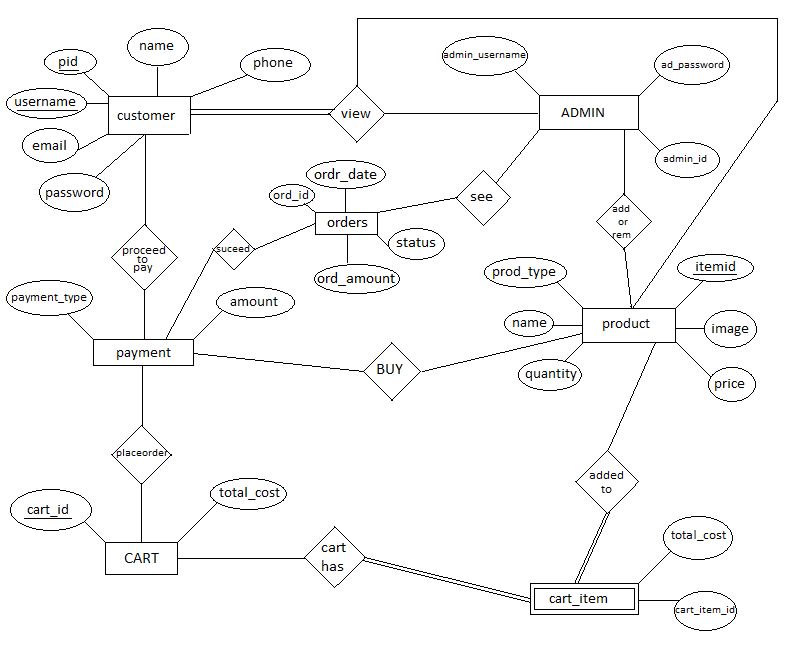 name
admin_username
pid
phone
ad_password
username
customer
view
ADMIN
email
admin_id
ordr_date
password
ord_id
see
add
or
rem
orders
status
suceed
proceed
to
pay
prod_type
itemid
ord_amount
payment_type
amount
name
product
image
payment
BUY
quantity
price
placeorder
added
to
total_cost
cart_id
total_cost
cart
has
CART
cart_item
cart_item_id